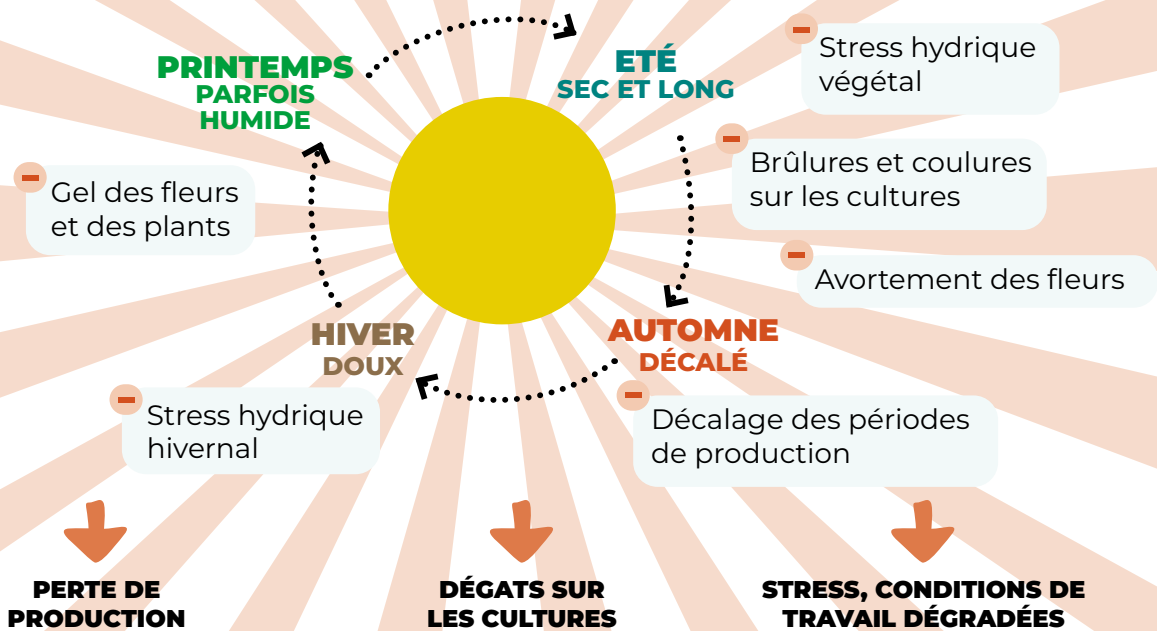 PRINTEMPS
PARFOIS
HUMIDE
ETÉ
SEC ET LONG
Stress hydrique
végétal
Brûlures et coulures
sur les cultures
Avortement des fleurs
Gel des fleurs
et des plants
AUTOMNE
DÉCALÉ
HIVER
DOUX
Décalage des périodes
de production
Stress hydrique
hivernal
PERTE DE
PRODUCTION
DÉGATS SUR
LES CULTURES
STRESS, CONDITIONS DE
TRAVAIL DÉGRADÉES